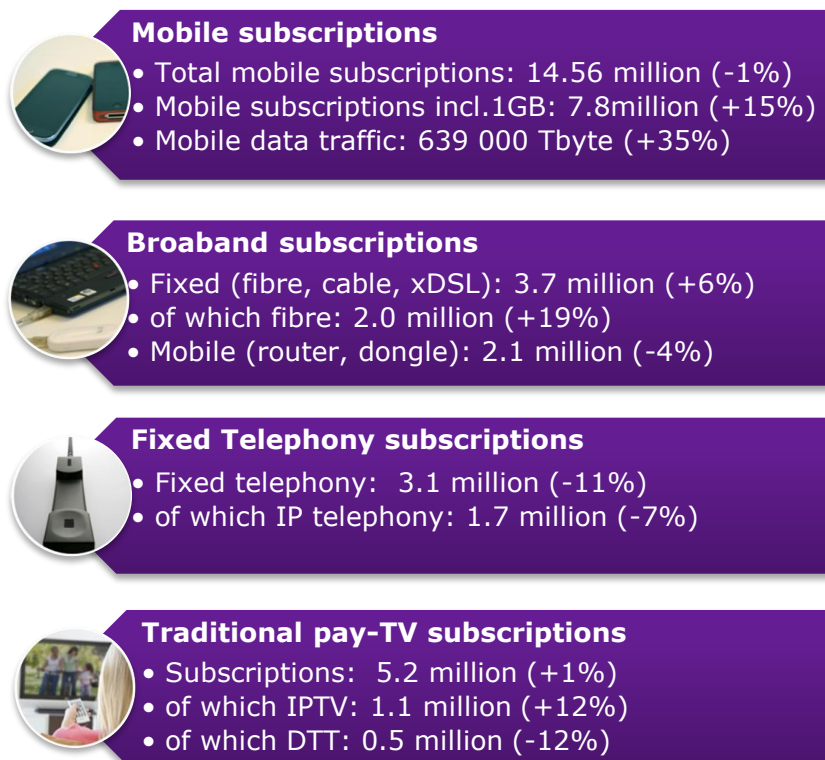 Mobile subscriptions
• Total mobile subscriptions: 14.56 million (-1%)
• Mobile subscriptions incl.1GB: 7.8million (+15%)
• Mobile data traffic: 639 000 Tbyte (+35%)
Broaband subscriptions
• Fixed (fibre, cable, xDSL): 3.7 million (+6%)
• of which fibre: 2.0 million (+19%)
• Mobile (router, dongle): 2.1 million (-4%)
Fixed Telephony subscriptions
• Fixed telephony:  3.1 million (-11%)
• of which IP telephony: 1.7 million (-7%)
Traditional pay-TV subscriptions
• Subscriptions:  5.2 million (+1%)
• of which IPTV: 1.1 million (+12%)
• of which DTT: 0.5 million (-12%)